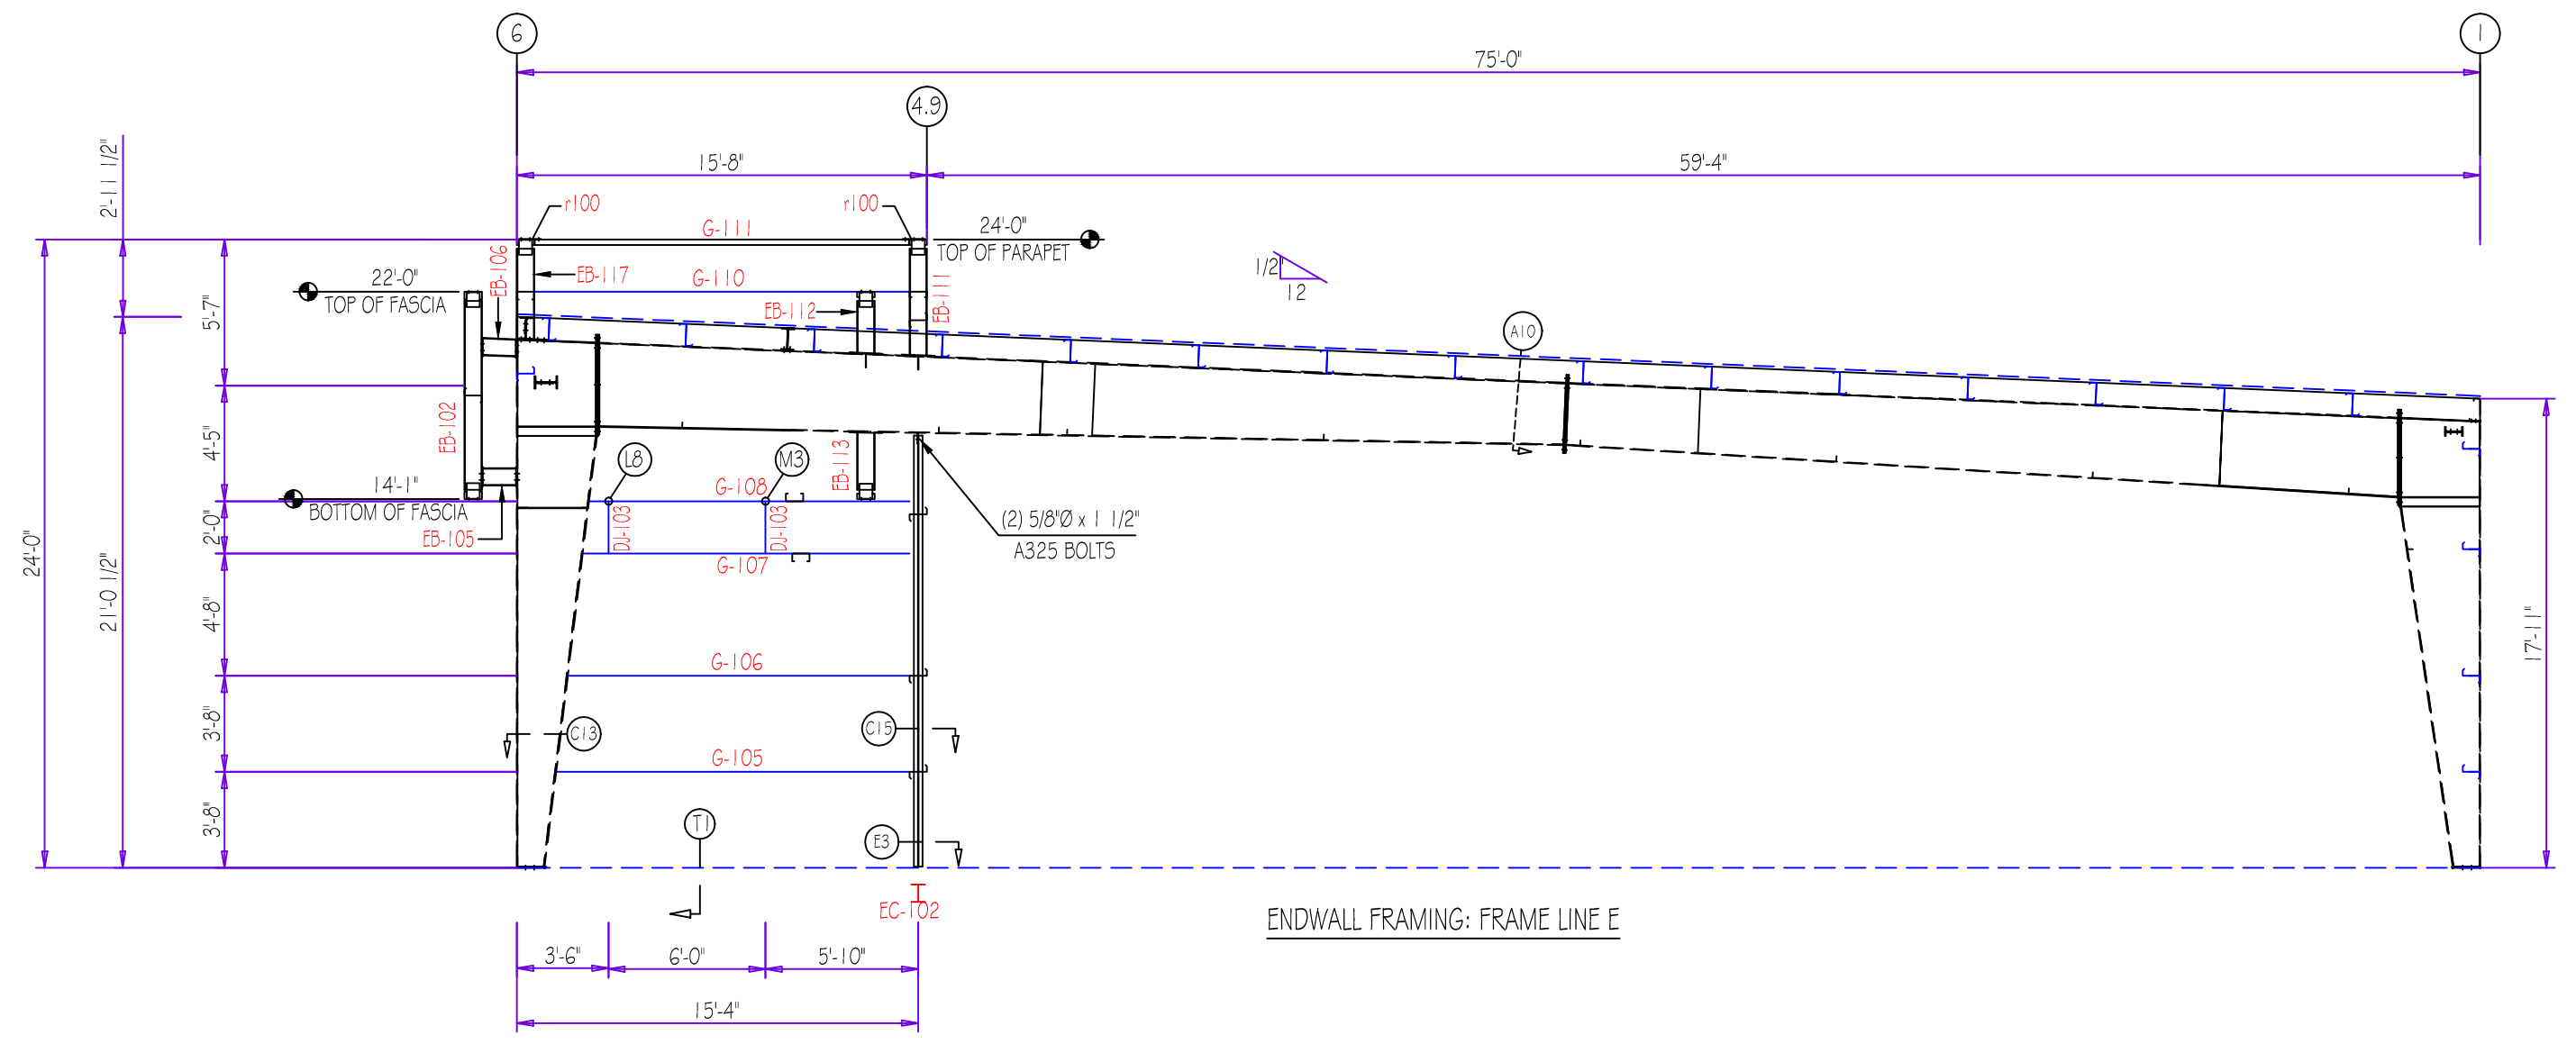 6
1
75'-0"
4.9
15'-8"
59'-4"
2'-11 1/2"
r100
r100
G-111
24'-0"
TOP OF PARAPET
EB-106
EB-117
G-110
EB-111
22'-0"
TOP OF FASCIA
EB-112
1/2"
12
5'-7"
A10
EB-102
4'-5"
L8
M3
EB-113
14'-1"
BOTTOM OF FASCIA
G-108
EB-105
2'-0"
DJ-103
DJ-103
(2) 5/8"Ø x 1 1/2"
A325 BOLTS
G-107
24'-0"
21'-0 1/2"
4'-8"
17'-11"
G-106
3'-8"
C13
C15
G-105
3'-8"
T1
E3
EC-102
ENDWALL FRAMING: FRAME LINE E
3'-6"
6'-0"
5'-10"
15'-4"